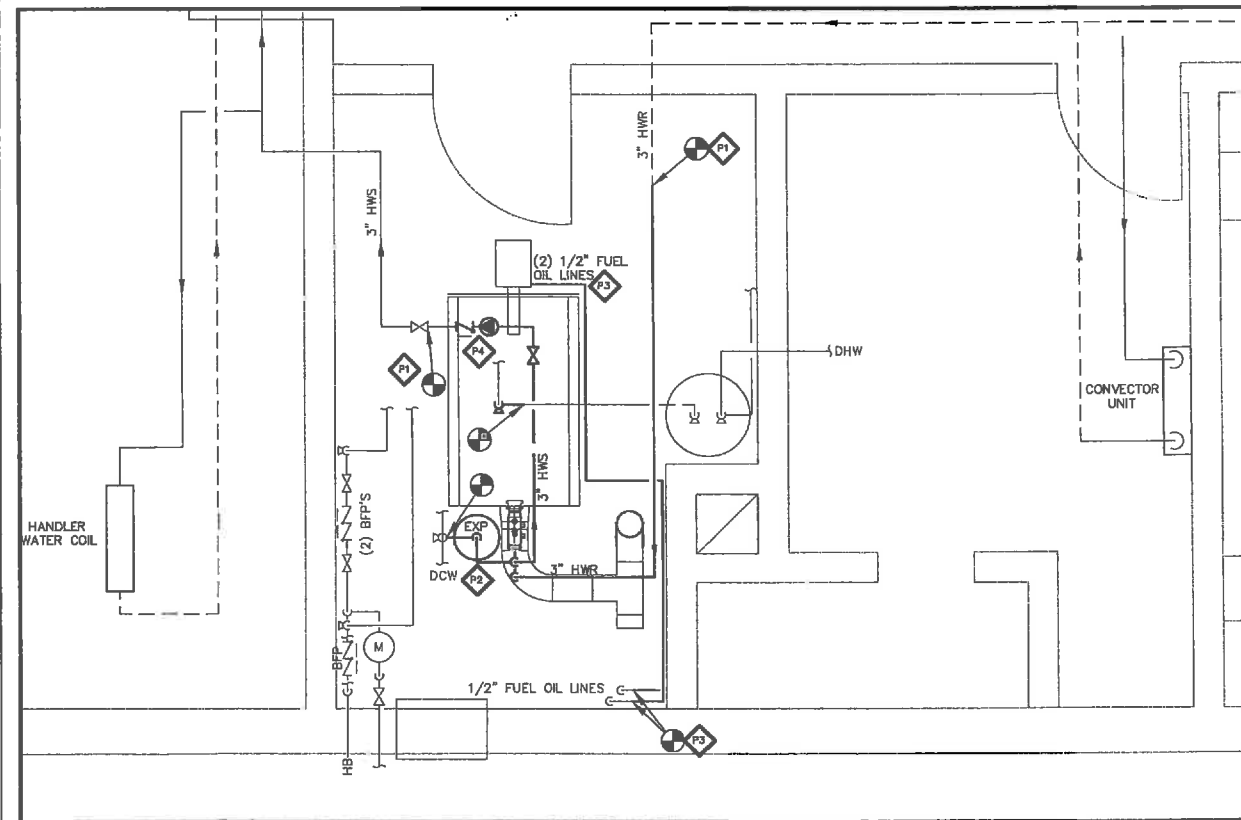 3" HWR
P1
3" HWS
(2) 1/2" FUEL
OIL LINES
P3
P4
P1
DHW
CONVECTOR
UNIT
3" HWS
HANDLER
WATER COIL
(2) BFP'S
EXP
DCW
P2
3" HWR
BFP
M
1/2" FUEL OIL LINES
P3
HB